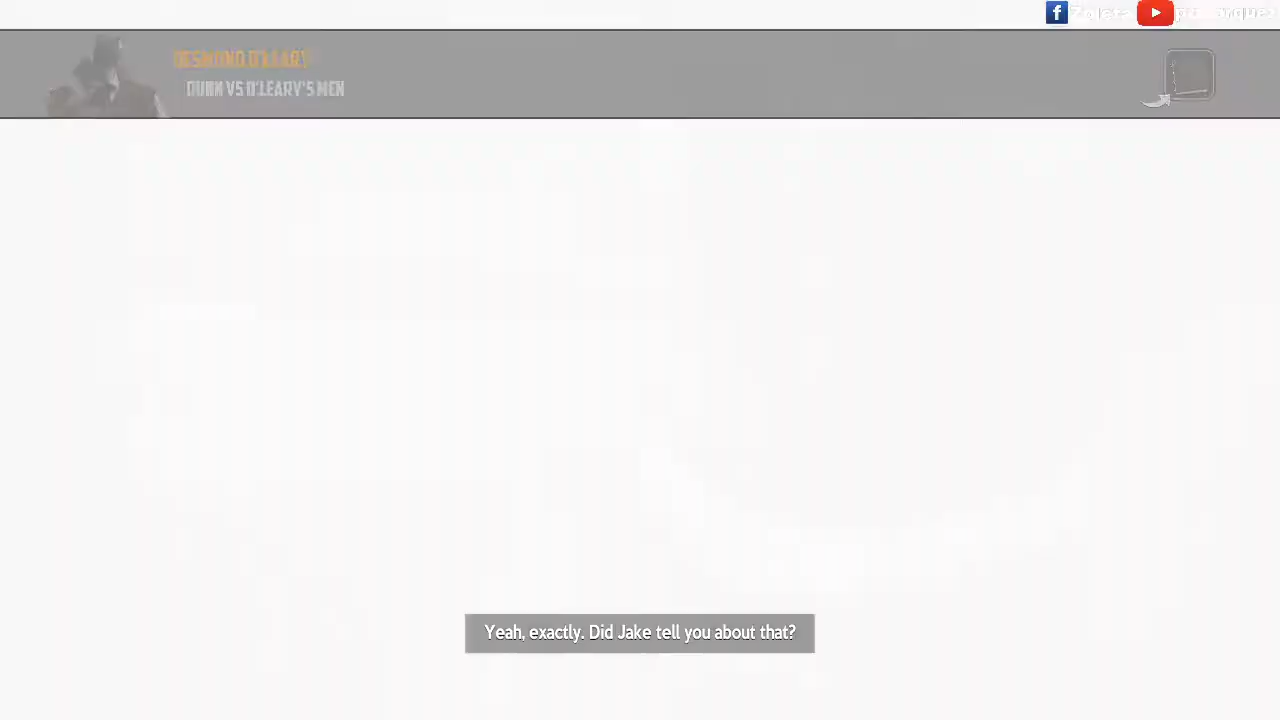 DESMOND O'LEARY
DUNN VS O'LEARY'S MEN
Yeah, exactly. Did Jake tell you about that?